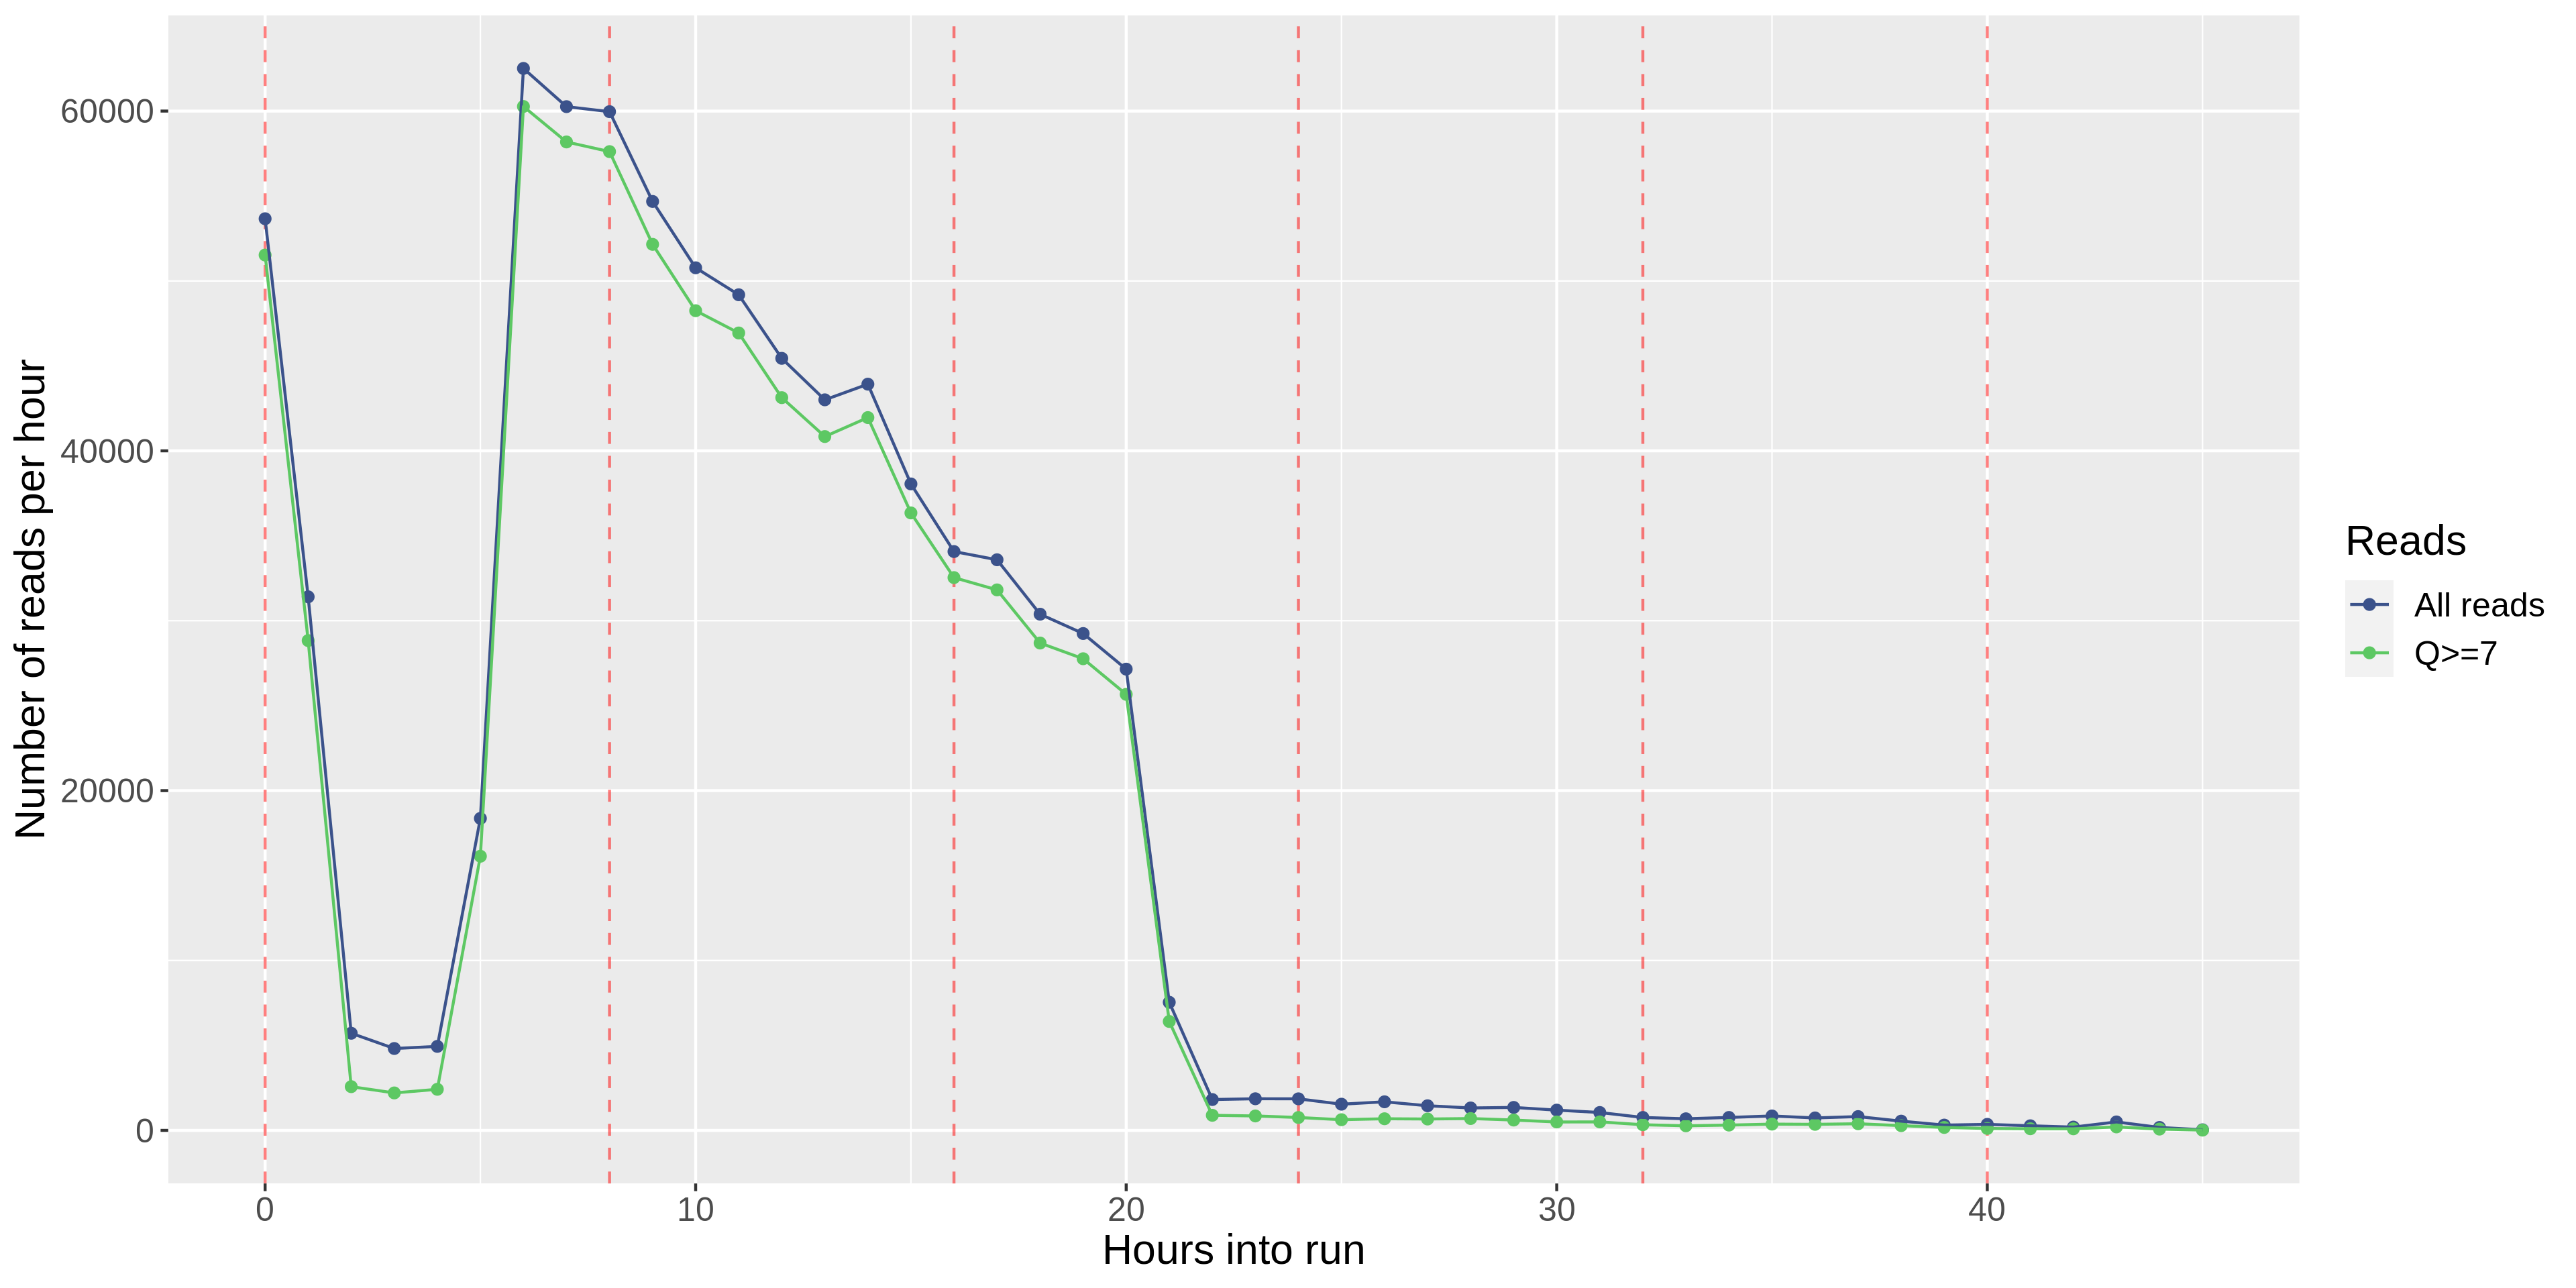 Number of reads per hour
60000
40000
20000
0
0 10 20 30 40
Hours into run
Reads
All reads
Q>=7